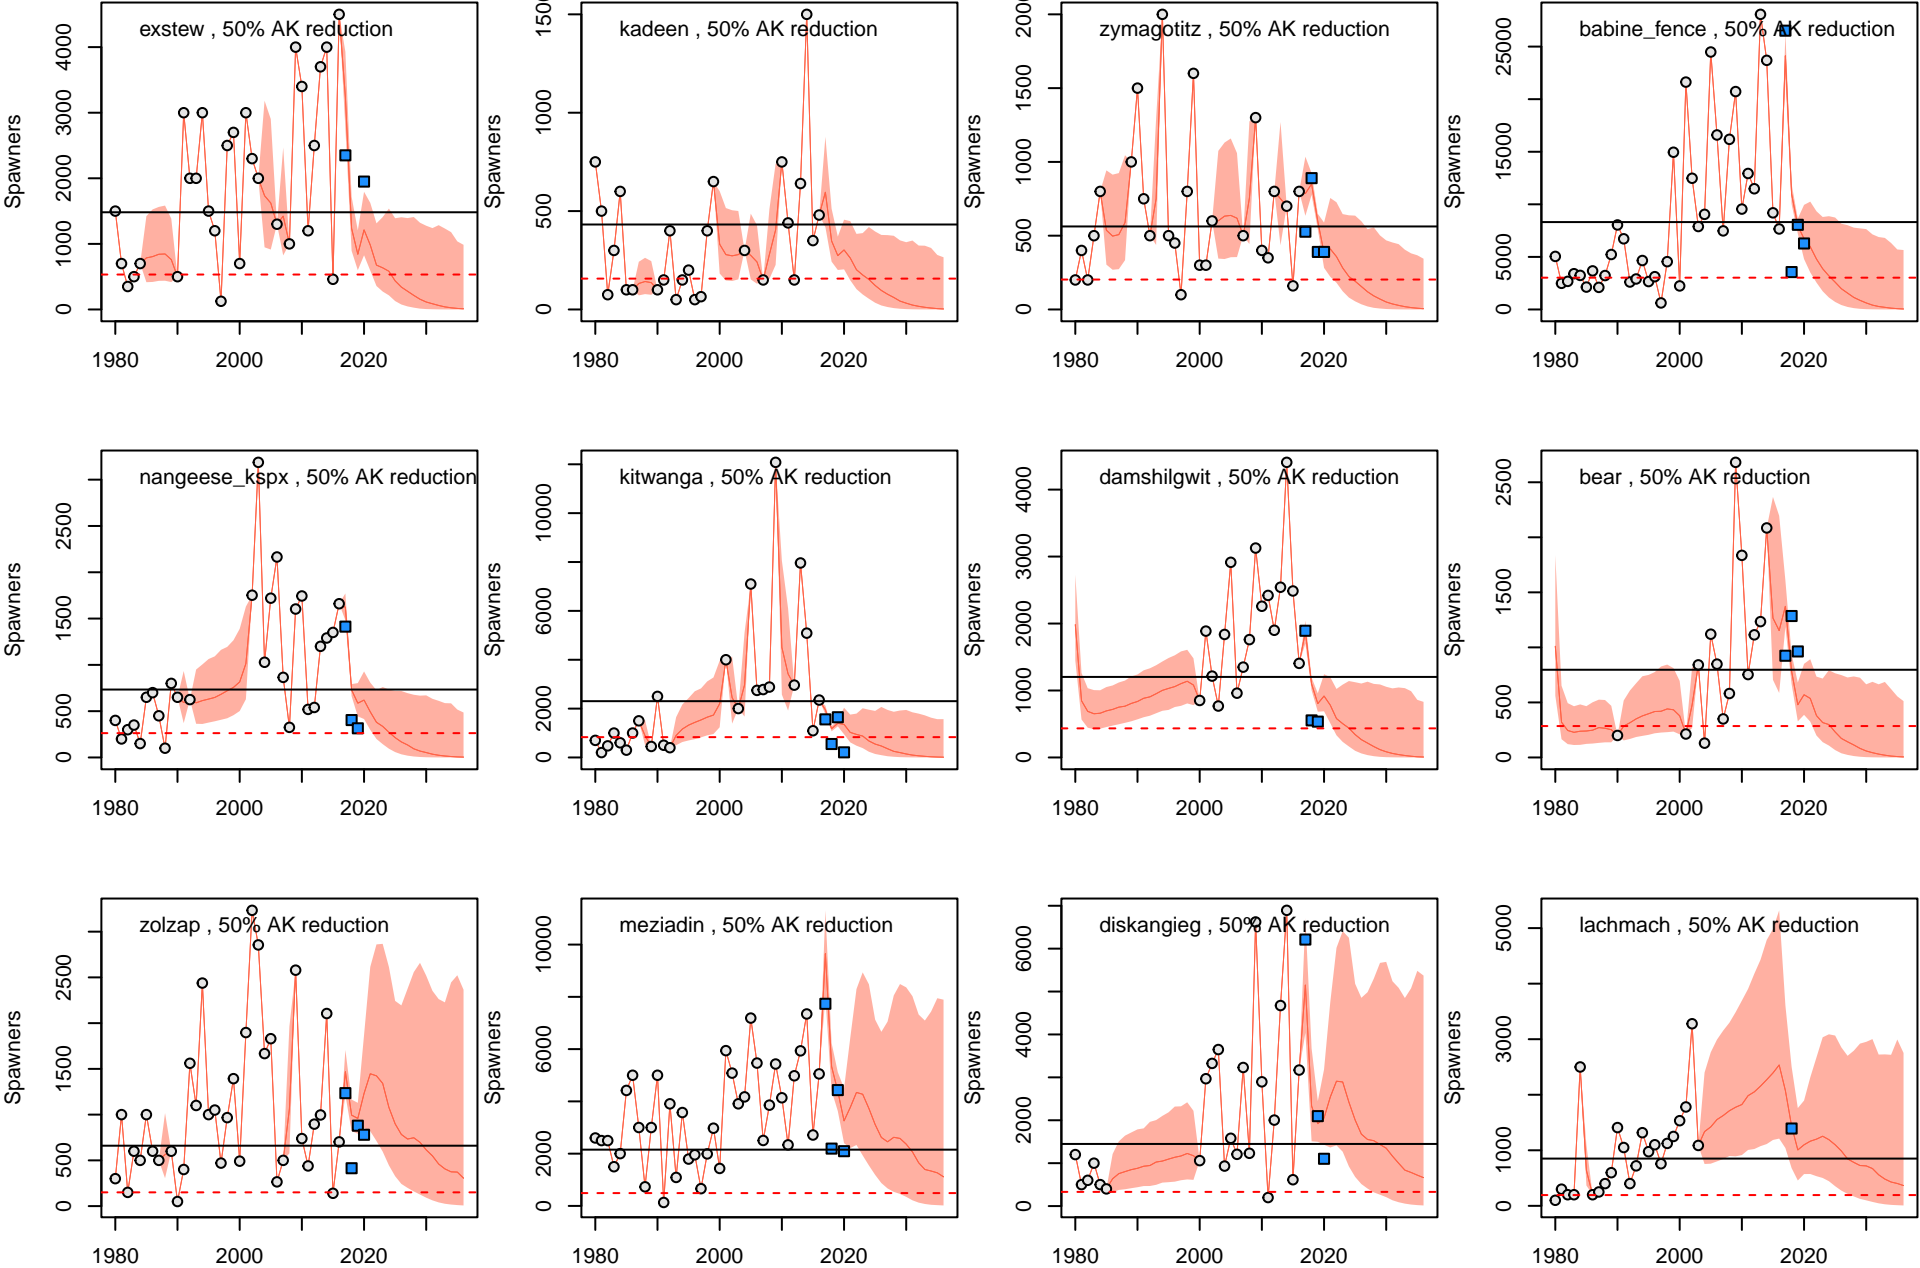 exstew , 50% AK reduction
Spawners
0 1000 2000 3000 4000
1980 2000 2020
kadeen , 50% AK reduction
Spawners
0 500 1000 1500
1980 2000 2020
zymagotitz , 50% AK reduction
Spawners
0 500 1000 1500 2000
1980 2000 2020
babine_fence , 50% AK reduction
Spawners
0 5000 15000 25000
1980 2000 2020
nangeese_kspx , 50% AK reduction
Spawners
0 500 1500 2500
1980 2000 2020
kitwanga , 50% AK reduction
Spawners
0 2000 6000 10000
1980 2000 2020
damshilgwit , 50% AK reduction
Spawners
0 1000 2000 3000 4000
1980 2000 2020
bear , 50% AK reduction
Spawners
0 500 1500 2500
1980 2000 2020
zolzap , 50% AK reduction
Spawners
0 500 1500 2500
1980 2000 2020
meziadin , 50% AK reduction
Spawners
0 2000 6000 10000
1980 2000 2020
diskangieg , 50% AK reduction
Spawners
0 2000 4000 6000
1980 2000 2020
lachmach , 50% AK reduction
Spawners
0 1000 3000 5000
1980 2000 2020